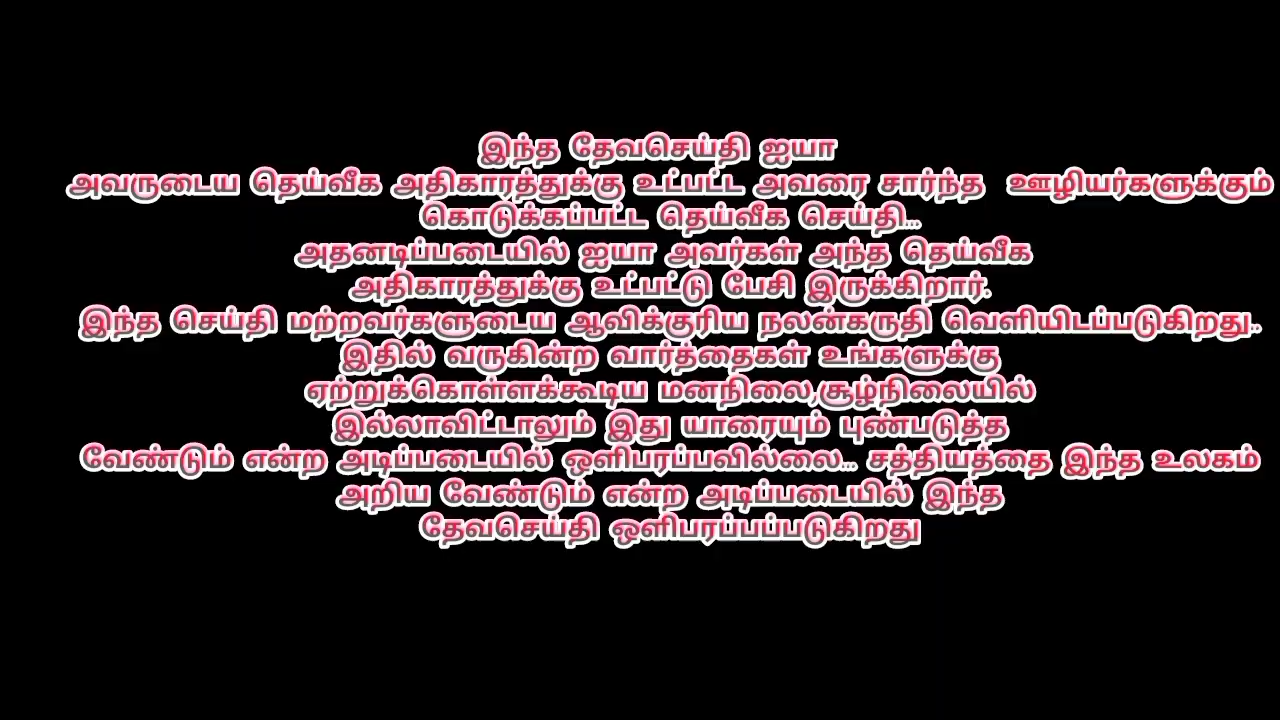 இந்த தேவசெய்தி ஐயா
அவருடைய தெய்வீக அதிகாரத்துக்கு உட்பட்ட அவரை சார்ந்த ஊழியர்களுக்கும்
கொடுக்கப்பட்ட தெய்வீக செய்தி...
அதனடிப்படையில் ஐயா அவர்கள் அந்த தெய்வீக
அதிகாரத்துக்கு உட்பட்டு பேசி இருக்கிறார்.
இந்த செய்தி மற்றவர்களுடைய ஆவிக்குரிய நலன்கருதி வெளியிடப்படுகிறது..
இதில் வருகின்ற வார்த்தைகள் உங்களுக்கு
ஏற்றுக்கொள்ளக்கூடிய மனநிலை,சூழ்நிலையில்
இல்லாவிட்டாலும் இது யாரையும் புண்படுத்த
வேண்டும் என்ற அடிப்படையில் ஒளிபரப்பவில்லை... சத்தியத்தை இந்த உலகம்
அறிய வேண்டும் என்ற அடிப்படையில் இந்த
தேவசெய்தி ஒளிபரப்பப்படுகிறது